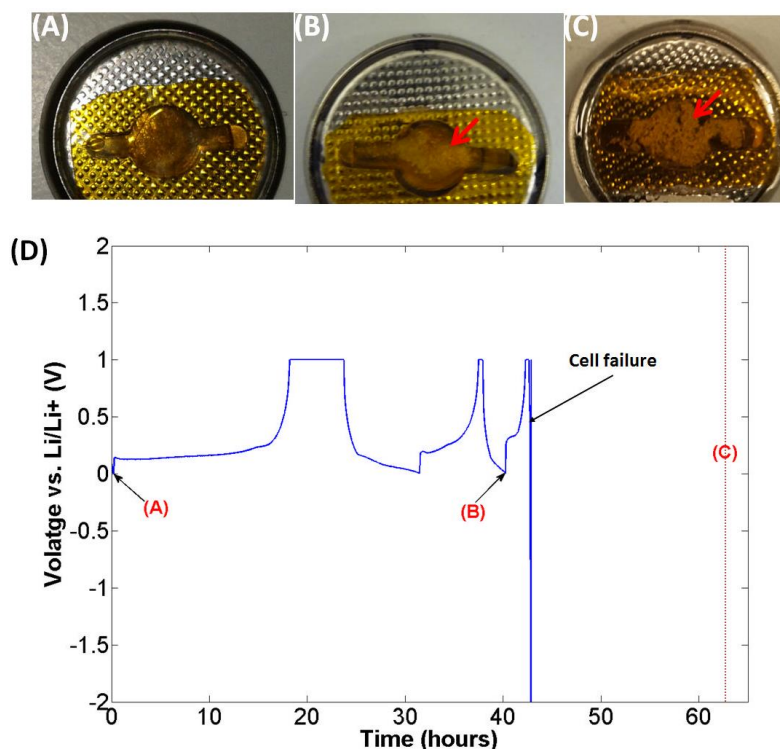 (A)
(B)
(C)
(D)
2
1.5
1
0.5
0
-0.5
-1
-1.5
-2
Volatge vs. Li/Li+ (V)
Cell failure
(A)
(B)
(C)
0 10 20 30 40 50 60
Time (hours)